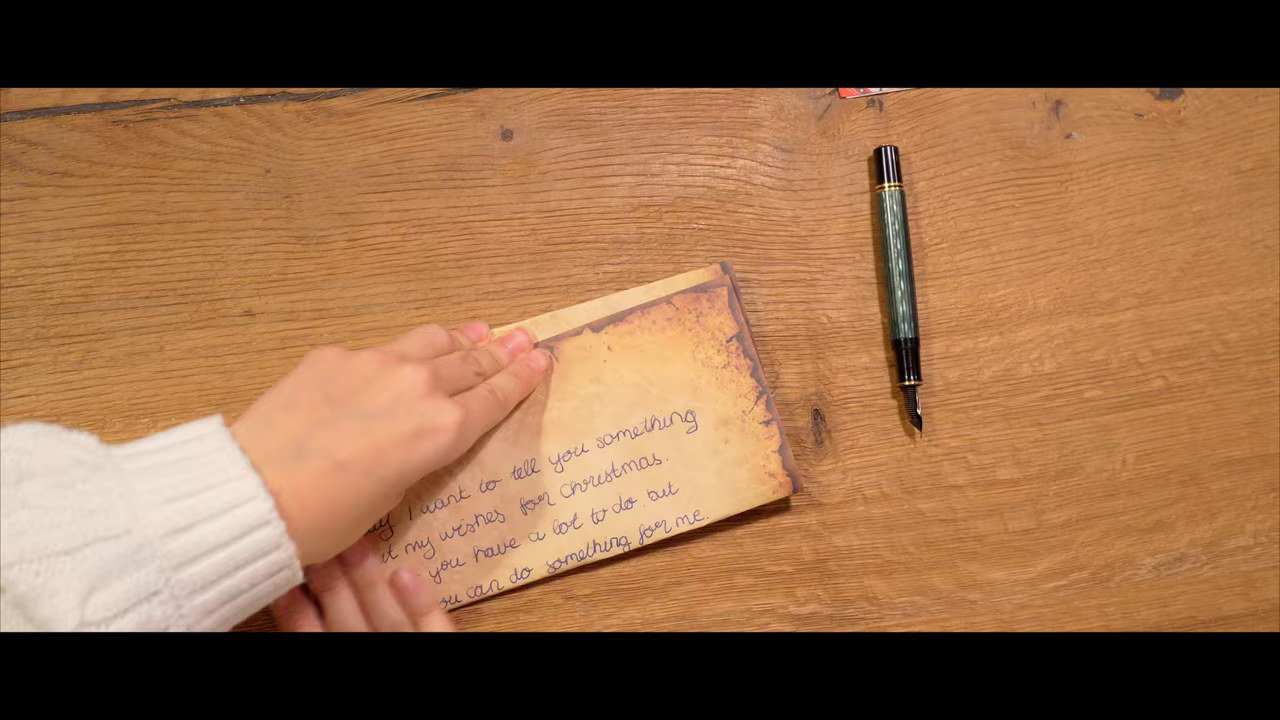 I want to tell you something
my wishes for Christmas.
you have a lot to do but
can do something for me.